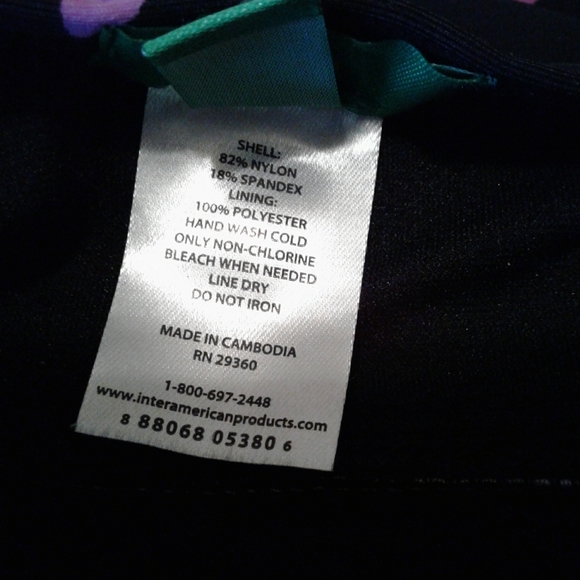 SHELL:
82% NYLON
18% SPANDEX
LINING:
100% POLYESTER
HAND WASH COLD
ONLY NON-CHLORINE
BLEACH WHEN NEEDED
LINE DRY
DO NOT IRON
MADE IN CAMBODIA
RN 29360
1-800-697-2448
www.interamericanproducts.com
8 88068 05380 6